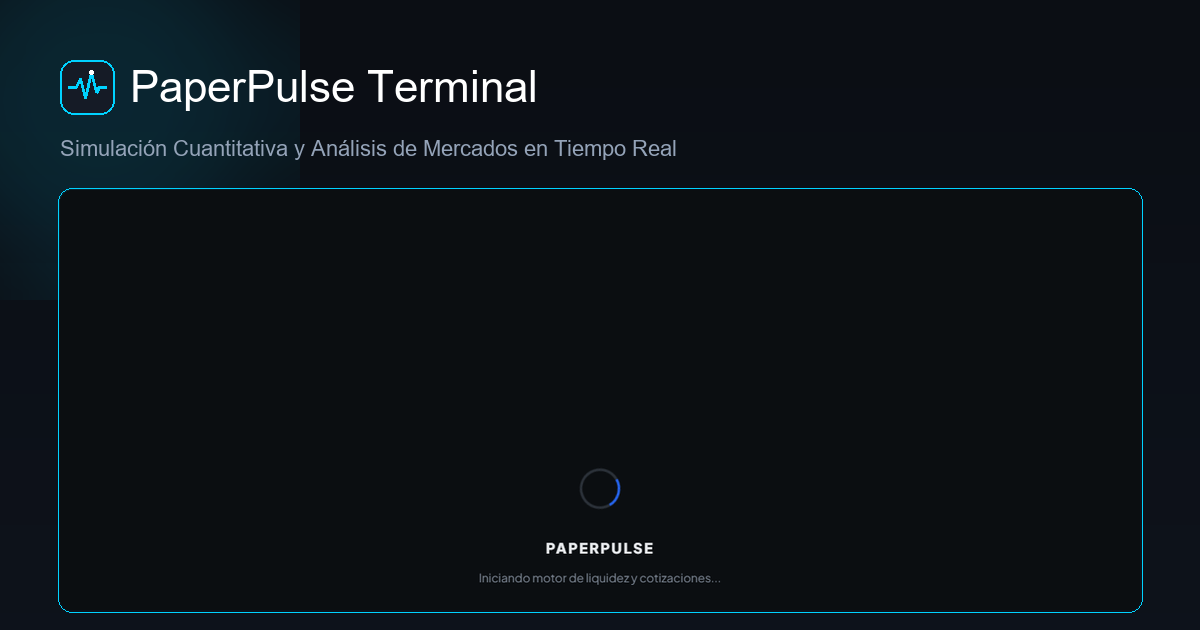 PaperPulse Terminal
Simulación Cuantitativa y Análisis de Mercados en Tiempo Real
PAPERPULSE
Iniciando motor de liquidez y cotizaciones...